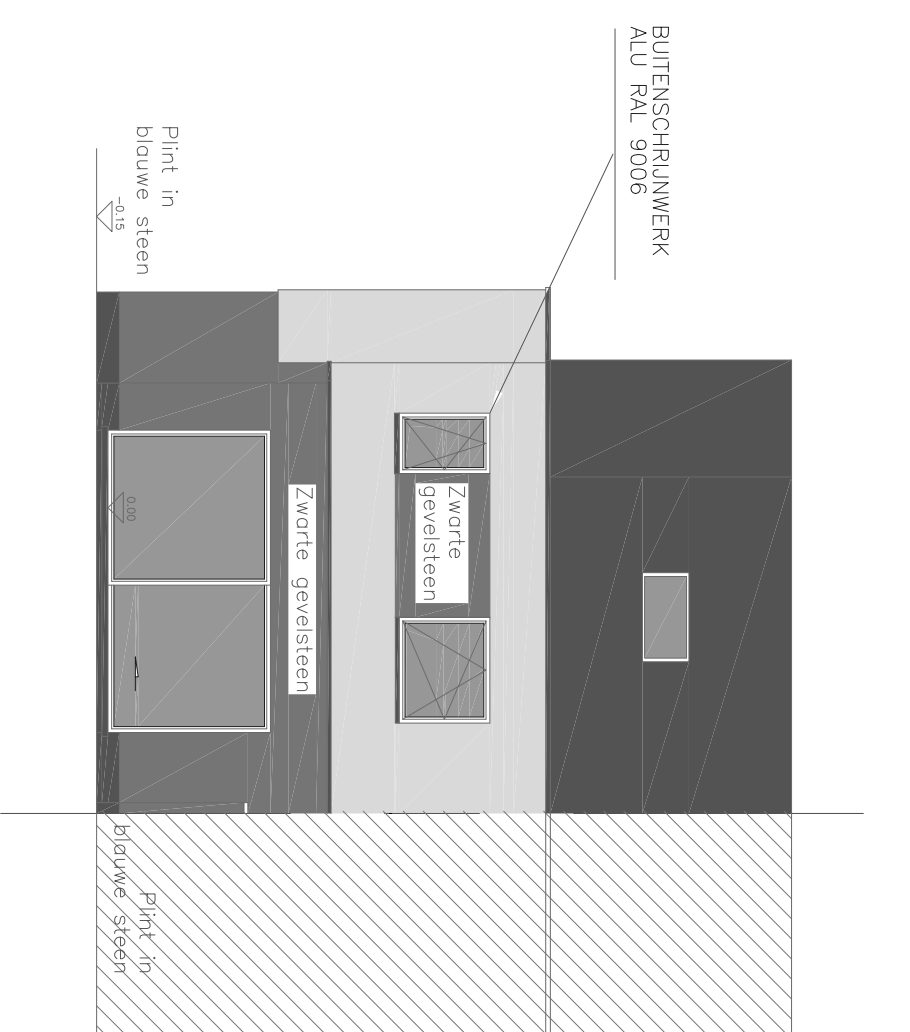 BUITENSCHRIJNWERK
ALU RAL 9006
Zwarte
gevelsteen
Zwarte gevelsteen
Plint in
blauwe steen
-0.15
0.00
Plint in
blauwe steen